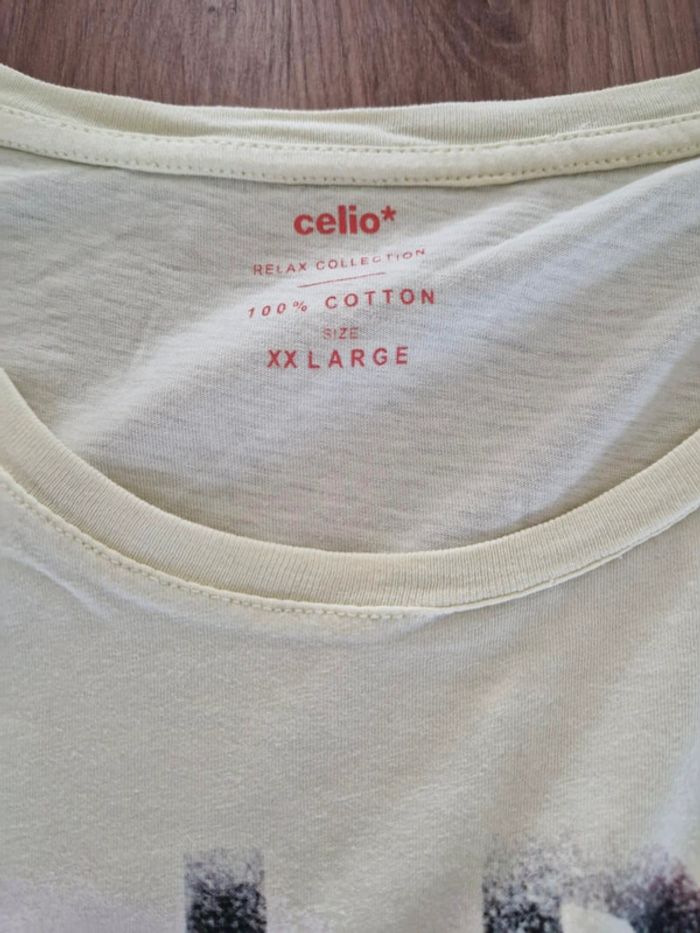 celio*
RELAX COLLECTION
100% COTTON
SIZE
XX LARGE